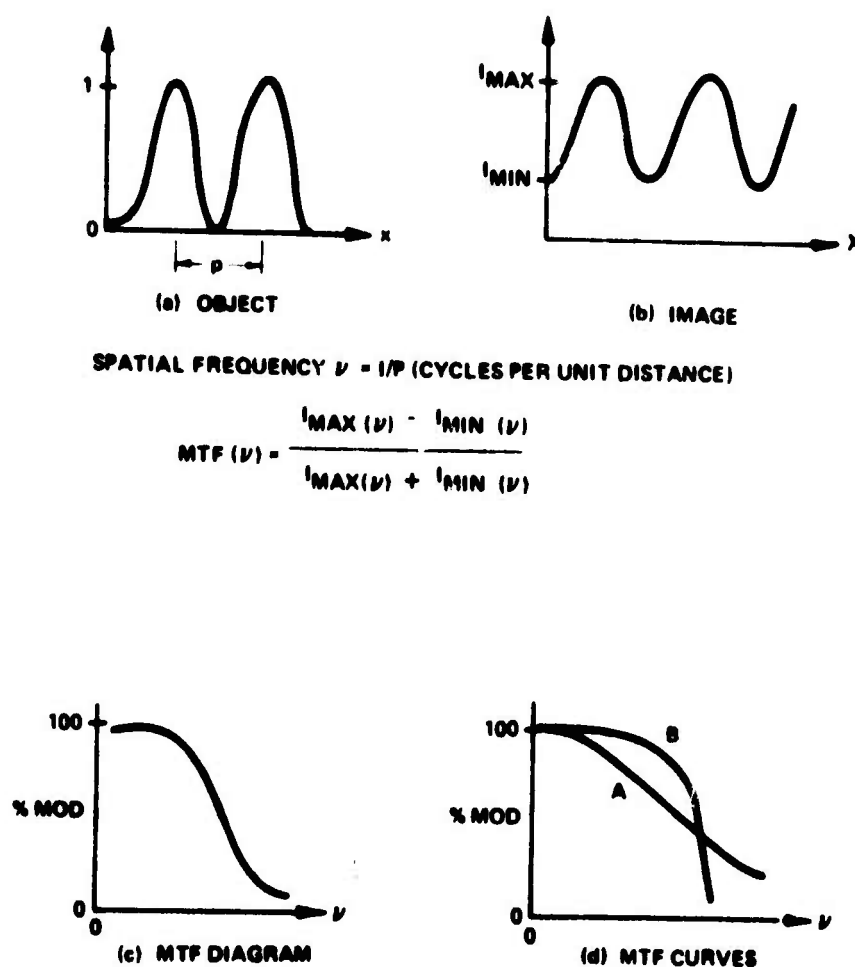 1
0
x
p
(a) OBJECT
IMAX
IMIN
X
(b) IMAGE
SPATIAL FREQUENCY ν = 1/P (CYCLES PER UNIT DISTANCE)
MTF (ν) = IMAX (ν) - IMIN (ν)
IMAX(ν) + IMIN (ν)
100
% MOD
0
0
ν
(c) MTF DIAGRAM
100
% MOD
0
0
B
A
ν
(d) MTF CURVES